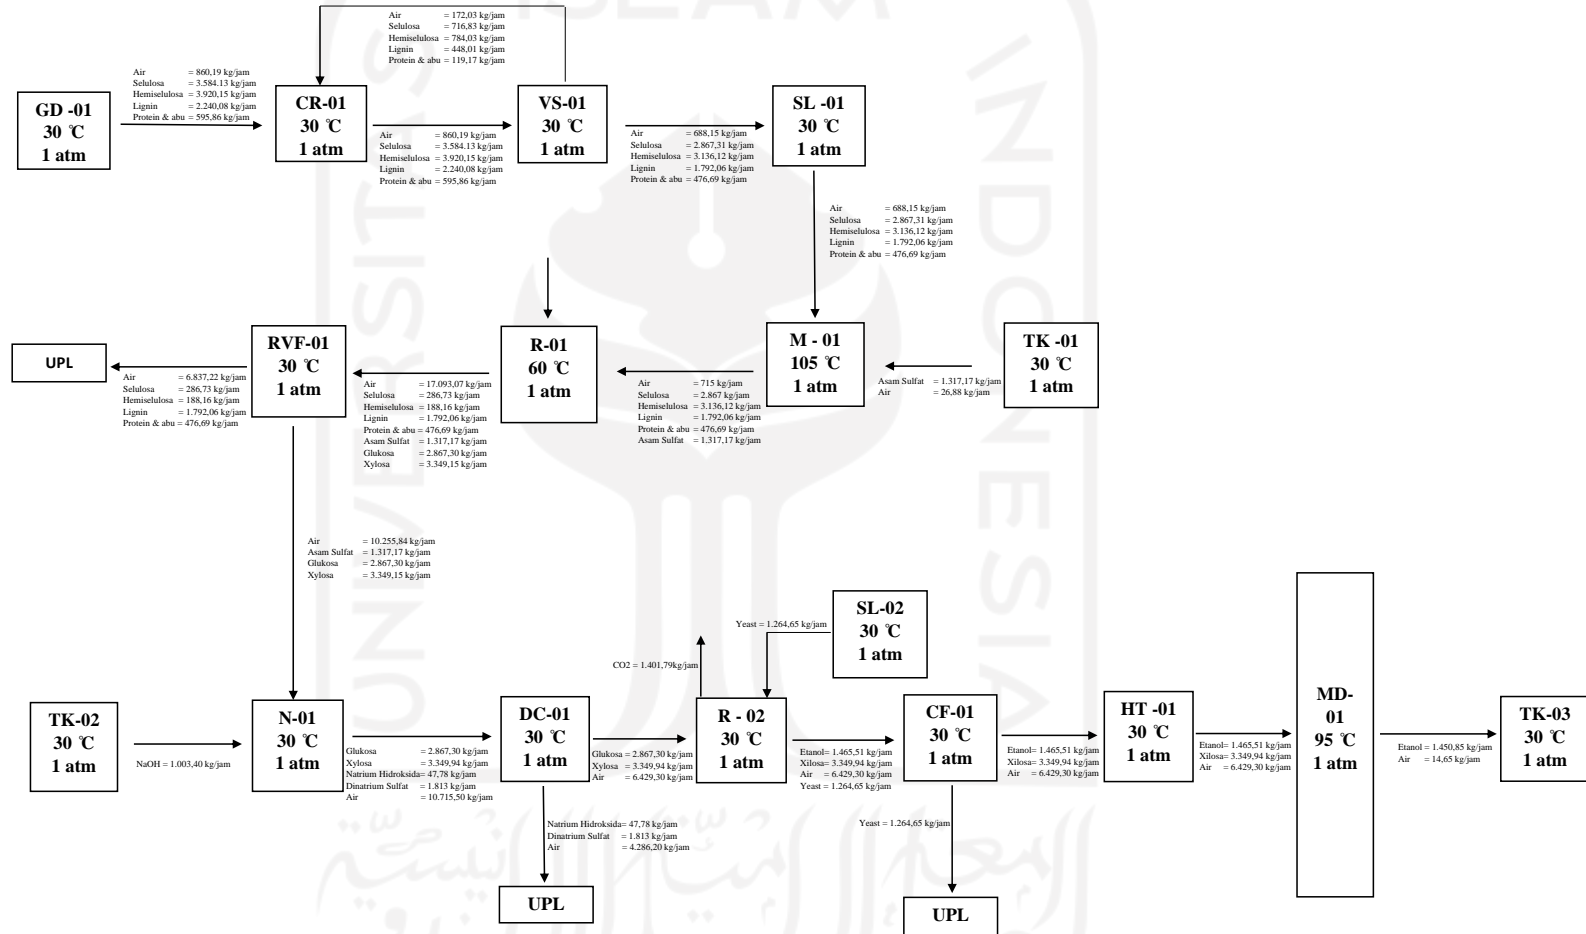 ISLAM
UNIVERSITAS
INDONESIA
Air = 172,03 kg/jam
Selulosa = 716,83 kg/jam
Hemiselulosa = 784,03 kg/jam
Lignin = 448,01 kg/jam
Protein & abu = 119,17 kg/jam
GD -01
30 ℃
1 atm
Air = 860,19 kg/jam
Selulosa = 3.584.13 kg/jam
Hemiselulosa = 3.920,15 kg/jam
Lignin = 2.240,08 kg/jam
Protein & abu = 595,86 kg/jam
CR-01
30 ℃
1 atm
Air = 860,19 kg/jam
Selulosa = 3.584.13 kg/jam
Hemiselulosa = 3.920,15 kg/jam
Lignin = 2.240,08 kg/jam
Protein & abu = 595,86 kg/jam
VS-01
30 ℃
1 atm
Air = 688,15 kg/jam
Selulosa = 2.867,31 kg/jam
Hemiselulosa = 3.136,12 kg/jam
Lignin = 1.792,06 kg/jam
Protein & abu = 476,69 kg/jam
SL -01
30 ℃
1 atm
Air = 688,15 kg/jam
Selulosa = 2.867,31 kg/jam
Hemiselulosa = 3.136,12 kg/jam
Lignin = 1.792,06 kg/jam
Protein & abu = 476,69 kg/jam
UPL
Air = 6.837,22 kg/jam
Selulosa = 286,73 kg/jam
Hemiselulosa = 188,16 kg/jam
Lignin = 1.792,06 kg/jam
Protein & abu = 476,69 kg/jam
RVF-01
30 ℃
1 atm
Air = 17.093,07 kg/jam
Selulosa = 286,73 kg/jam
Hemiselulosa = 188,16 kg/jam
Lignin = 1.792,06 kg/jam
Protein & abu = 476,69 kg/jam
Asam Sulfat = 1.317,17 kg/jam
Glukosa = 2.867,30 kg/jam
Xylosa = 3.349,15 kg/jam
R-01
60 ℃
1 atm
Air = 715 kg/jam
Selulosa = 2.867 kg/jam
Hemiselulosa = 3.136,12 kg/jam
Lignin = 1.792,06 kg/jam
Protein & abu = 476,69 kg/jam
Asam Sulfat = 1.317,17 kg/jam
M - 01
105 ℃
1 atm
Asam Sulfat = 1.317,17 kg/jam
Air = 26,88 kg/jam
TK -01
30 ℃
1 atm
Air = 10.255,84 kg/jam
Asam Sulfat = 1.317,17 kg/jam
Glukosa = 2.867,30 kg/jam
Xylosa = 3.349,15 kg/jam
TK-02
30 ℃
1 atm
NaOH = 1.003,40 kg/jam
N-01
30 ℃
1 atm
Glukosa = 2.867,30 kg/jam
Xylosa = 3.349,94 kg/jam
Natrium Hidroksida= 47,78 kg/jam
Dinatrium Sulfat = 1.813 kg/jam
Air = 10.715,50 kg/jam
DC-01
30 ℃
1 atm
Glukosa = 2.867,30 kg/jam
Xylosa = 3.349,94 kg/jam
Air = 6.429,30 kg/jam
Natrium Hidroksida= 47,78 kg/jam
Dinatrium Sulfat = 1.813 kg/jam
Air = 4.286,20 kg/jam
UPL
CO2 = 1.401,79kg/jam
Yeast = 1.264,65 kg/jam
SL-02
30 ℃
1 atm
R - 02
30 ℃
1 atm
Etanol= 1.465,51 kg/jam
Xilosa= 3.349,94 kg/jam
Air = 6.429,30 kg/jam
Yeast = 1.264,65 kg/jam
CF-01
30 ℃
1 atm
Yeast = 1.264,65 kg/jam
UPL
Etanol= 1.465,51 kg/jam
Xilosa= 3.349,94 kg/jam
Air = 6.429,30 kg/jam
HT -01
30 ℃
1 atm
Etanol= 1.465,51 kg/jam
Xilosa= 3.349,94 kg/jam
Air = 6.429,30 kg/jam
MD-
01
95 ℃
1 atm
Etanol = 1.450,85 kg/jam
Air = 14,65 kg/jam
TK-03
30 ℃
1 atm